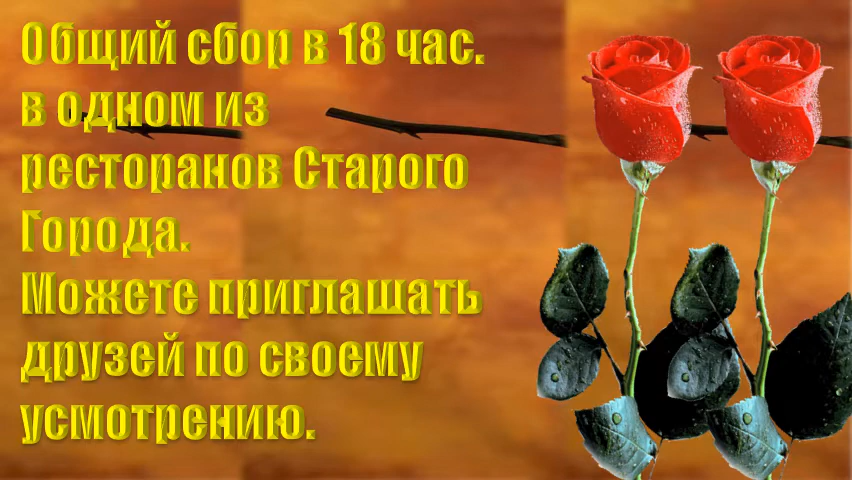 Общий сбор в 18 час.
в одном из
ресторанов Старого
Города.
Можете приглашать
друзей по своему
усмотрению.